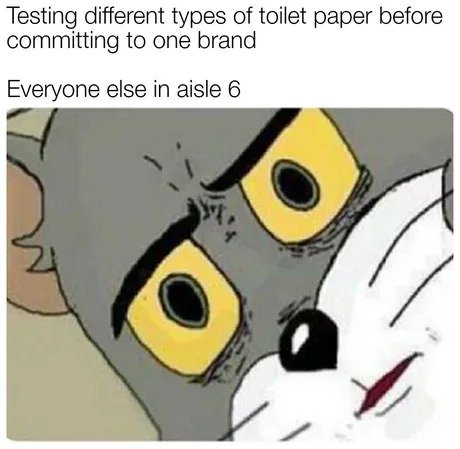 Testing different types of toilet paper before
committing to one brand
Everyone else in aisle 6